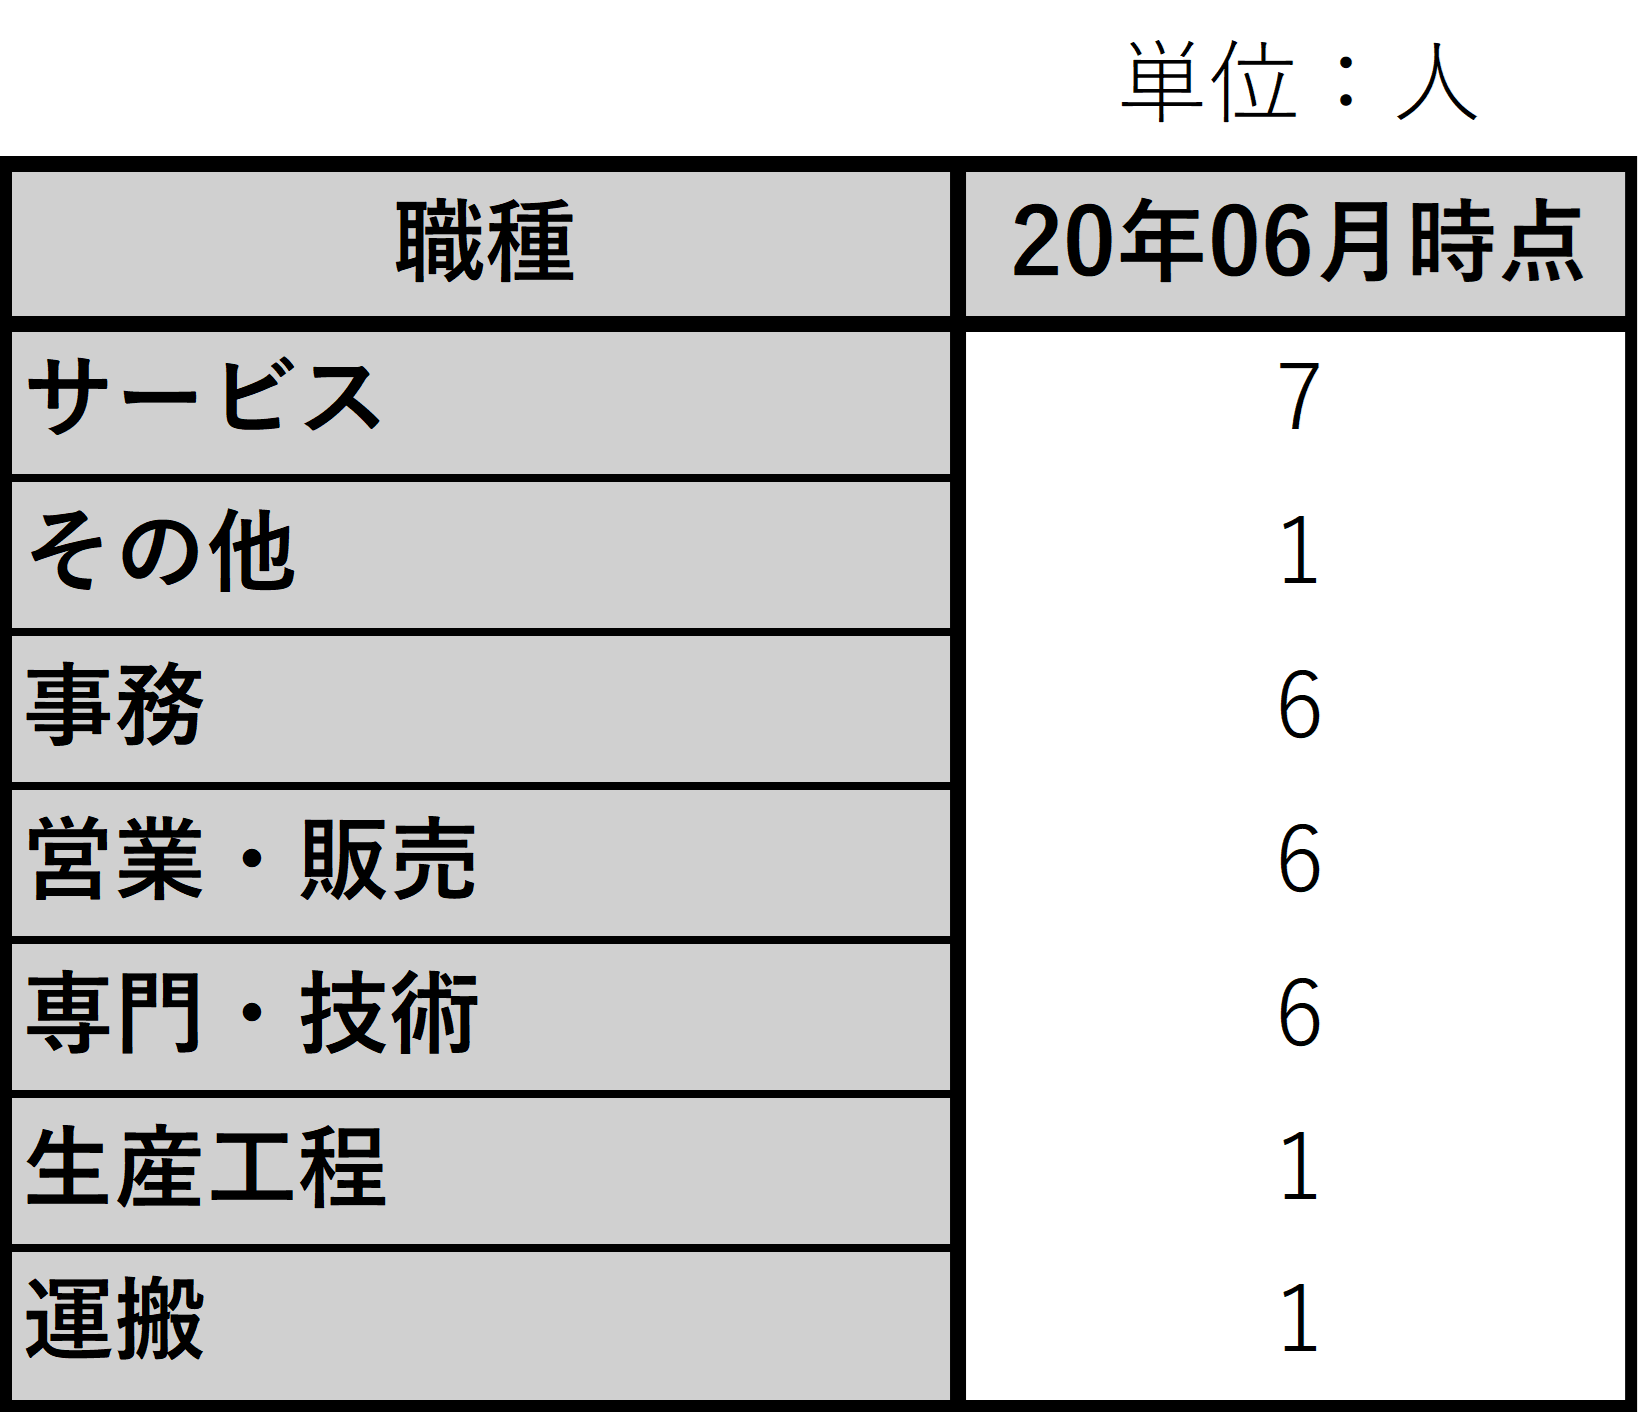 単位：人
職種 20年06月時点
サービス 7
その他 1
事務 6
営業・販売 6
専門・技術 6
生産工程 1
運搬 1